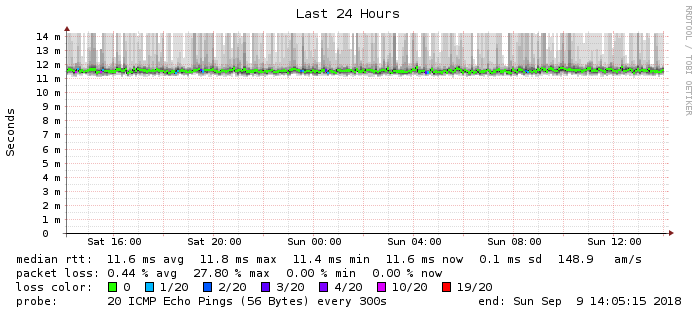 Last 24 Hours
RRDTOOL / TOBI OETIKER
Seconds
14 m
12 m
11 m
10 m
9 m
8 m
7 m
6 m
5 m
4 m
3 m
2 m
1 m
0
Sat 16:00 Sat 20:00 Sun 00:00 Sun 04:00 Sun 08:00 Sun 12:00
median rtt: 11.6 ms avg 11.8 ms max 11.4 ms min 11.6 ms now 0.1 ms sd 148.9 am/s
packet loss: 0.44 % avg 27.80 % max 0.00 % min 0.00 % now
loss color: 0 1/20 2/20 3/20 4/20 10/20 19/20
probe: 20 ICMP Echo Pings (56 Bytes) every 300s end: Sun Sep 9 14:05:15 2018